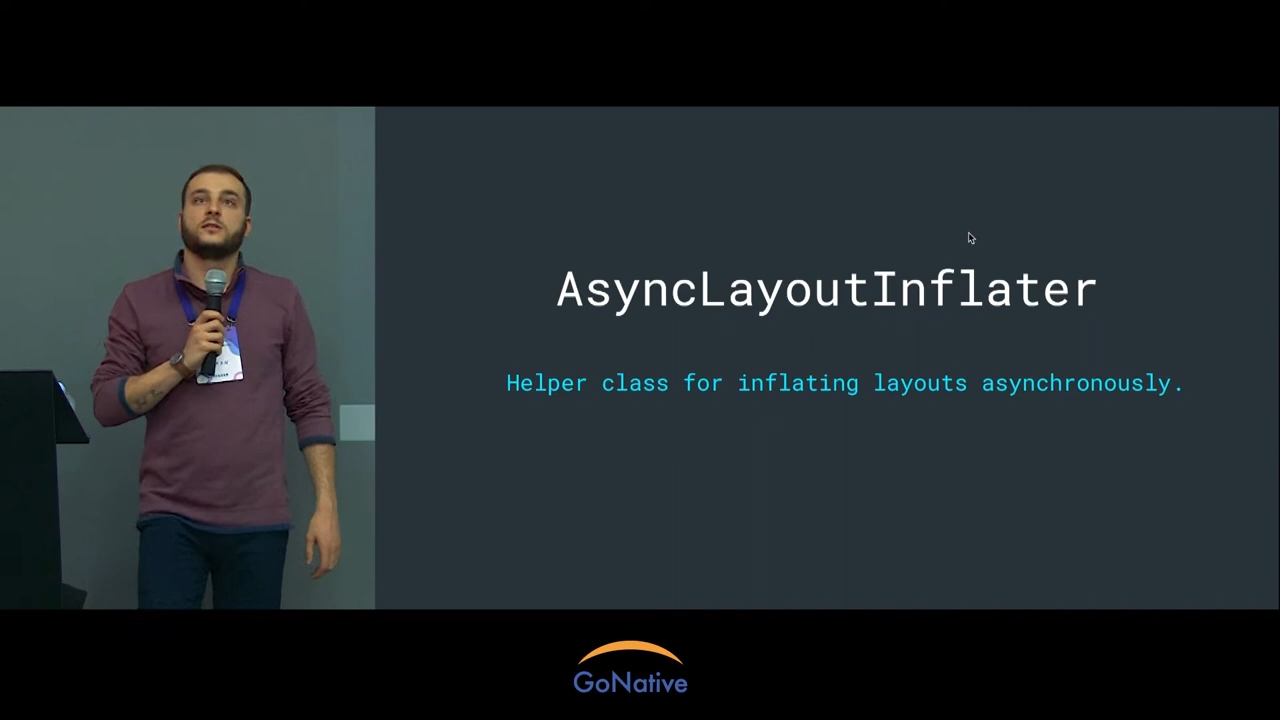 AsyncLayoutInflater
Helper class for inflating layouts asynchronously.
GoNative